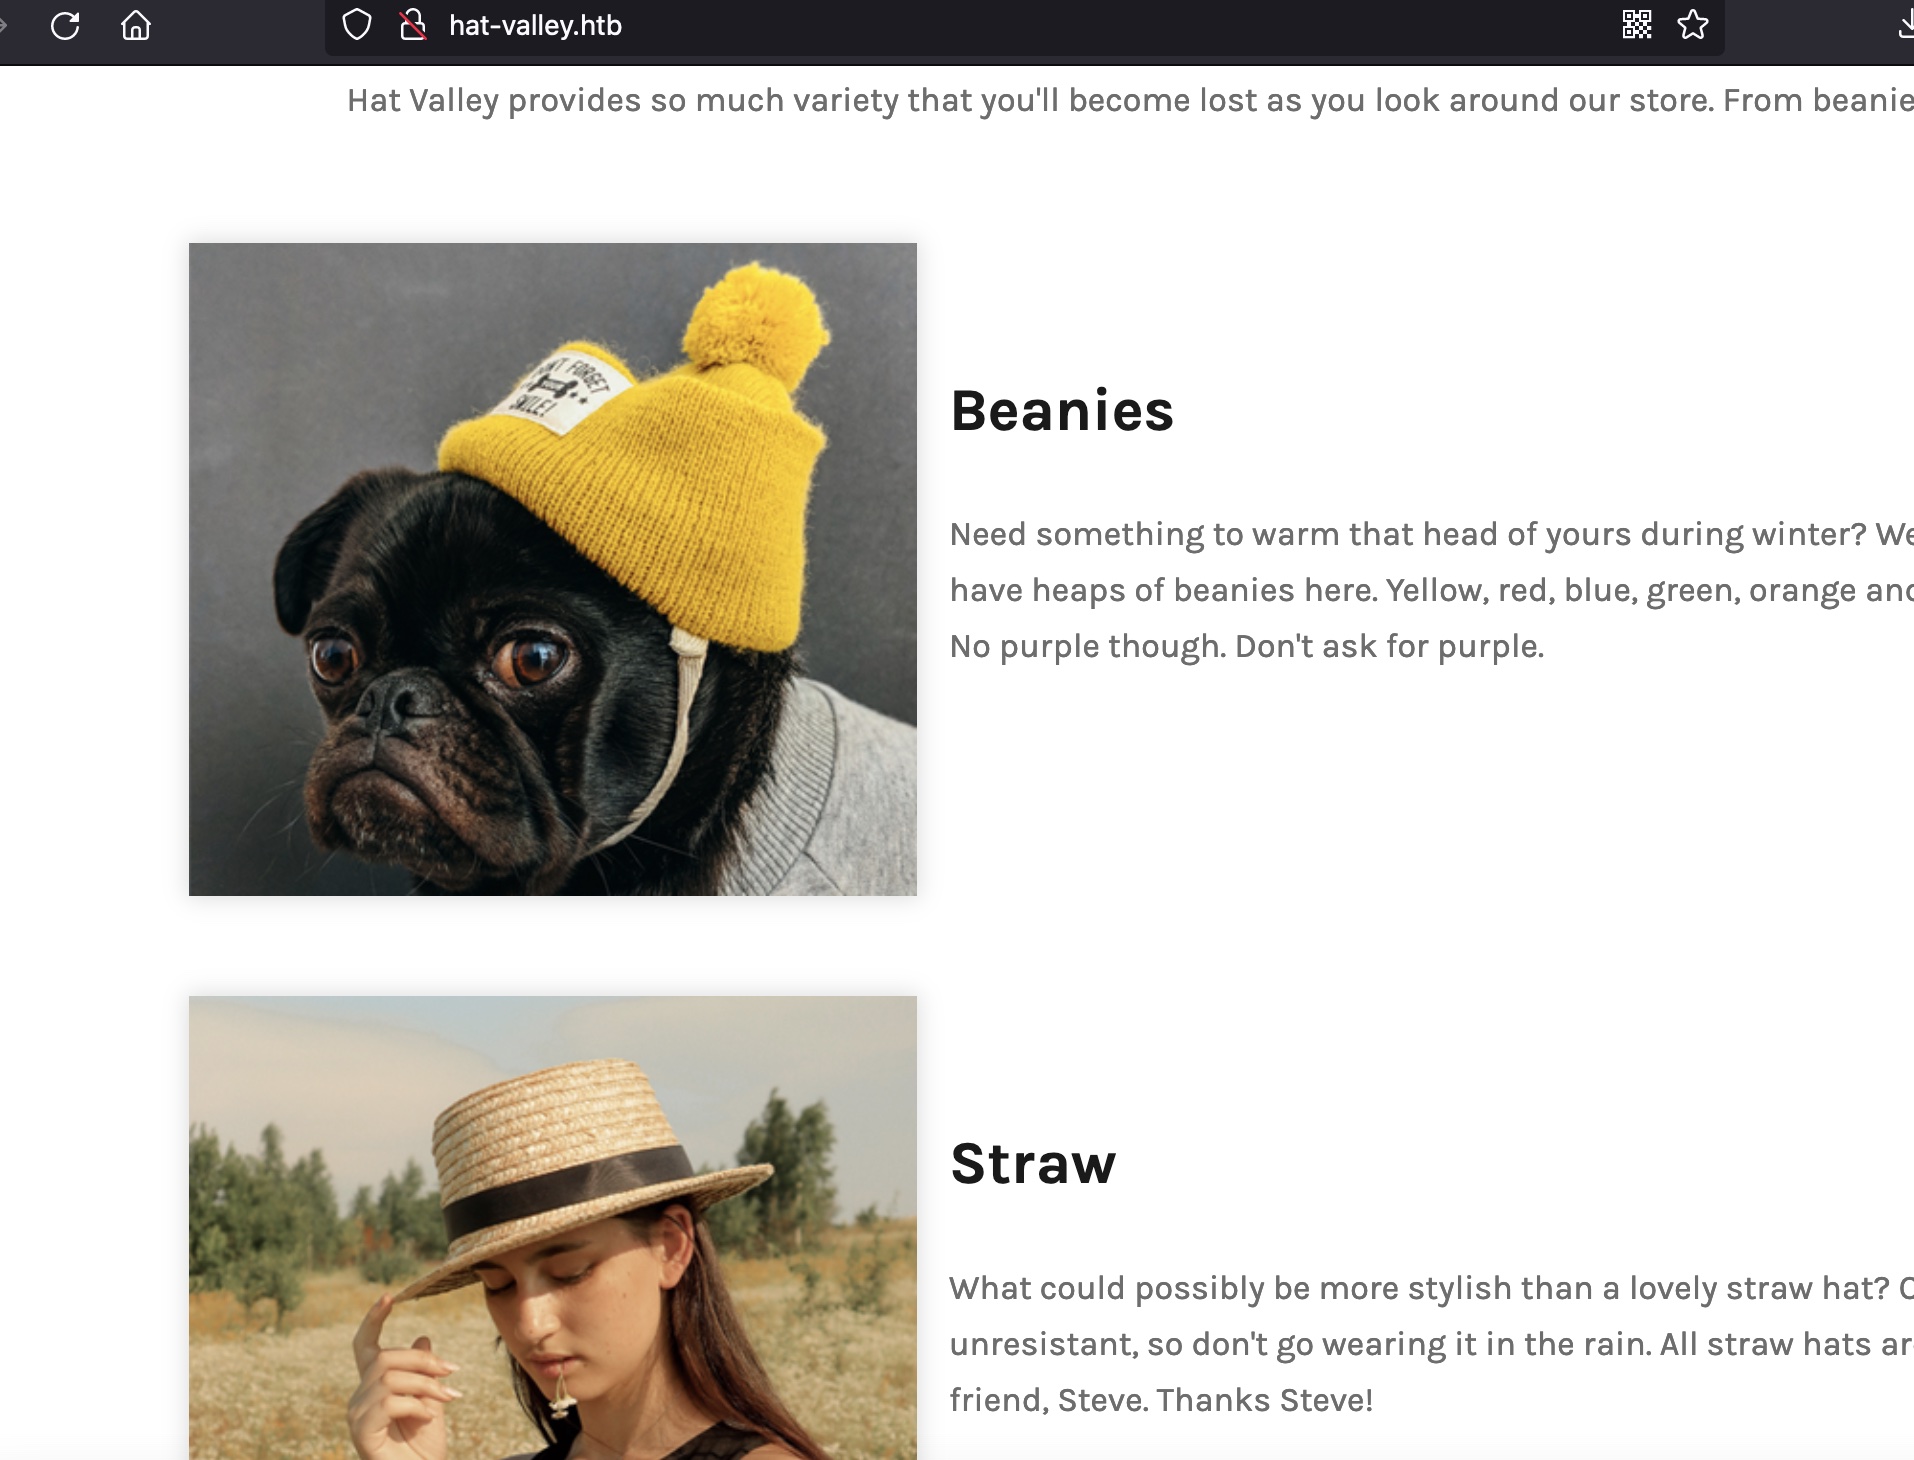 hat-valley.htb
Hat Valley provides so much variety that you'll become lost as you look around our store. From beanie
FORGET
SMILE!
Beanies
Need something to warm that head of yours during winter? We
have heaps of beanies here. Yellow, red, blue, green, orange and
No purple though. Don't ask for purple.
Straw
What could possibly be more stylish than a lovely straw hat?
unresistant, so don't go wearing it in the rain. All straw hats ar
friend, Steve. Thanks Steve!